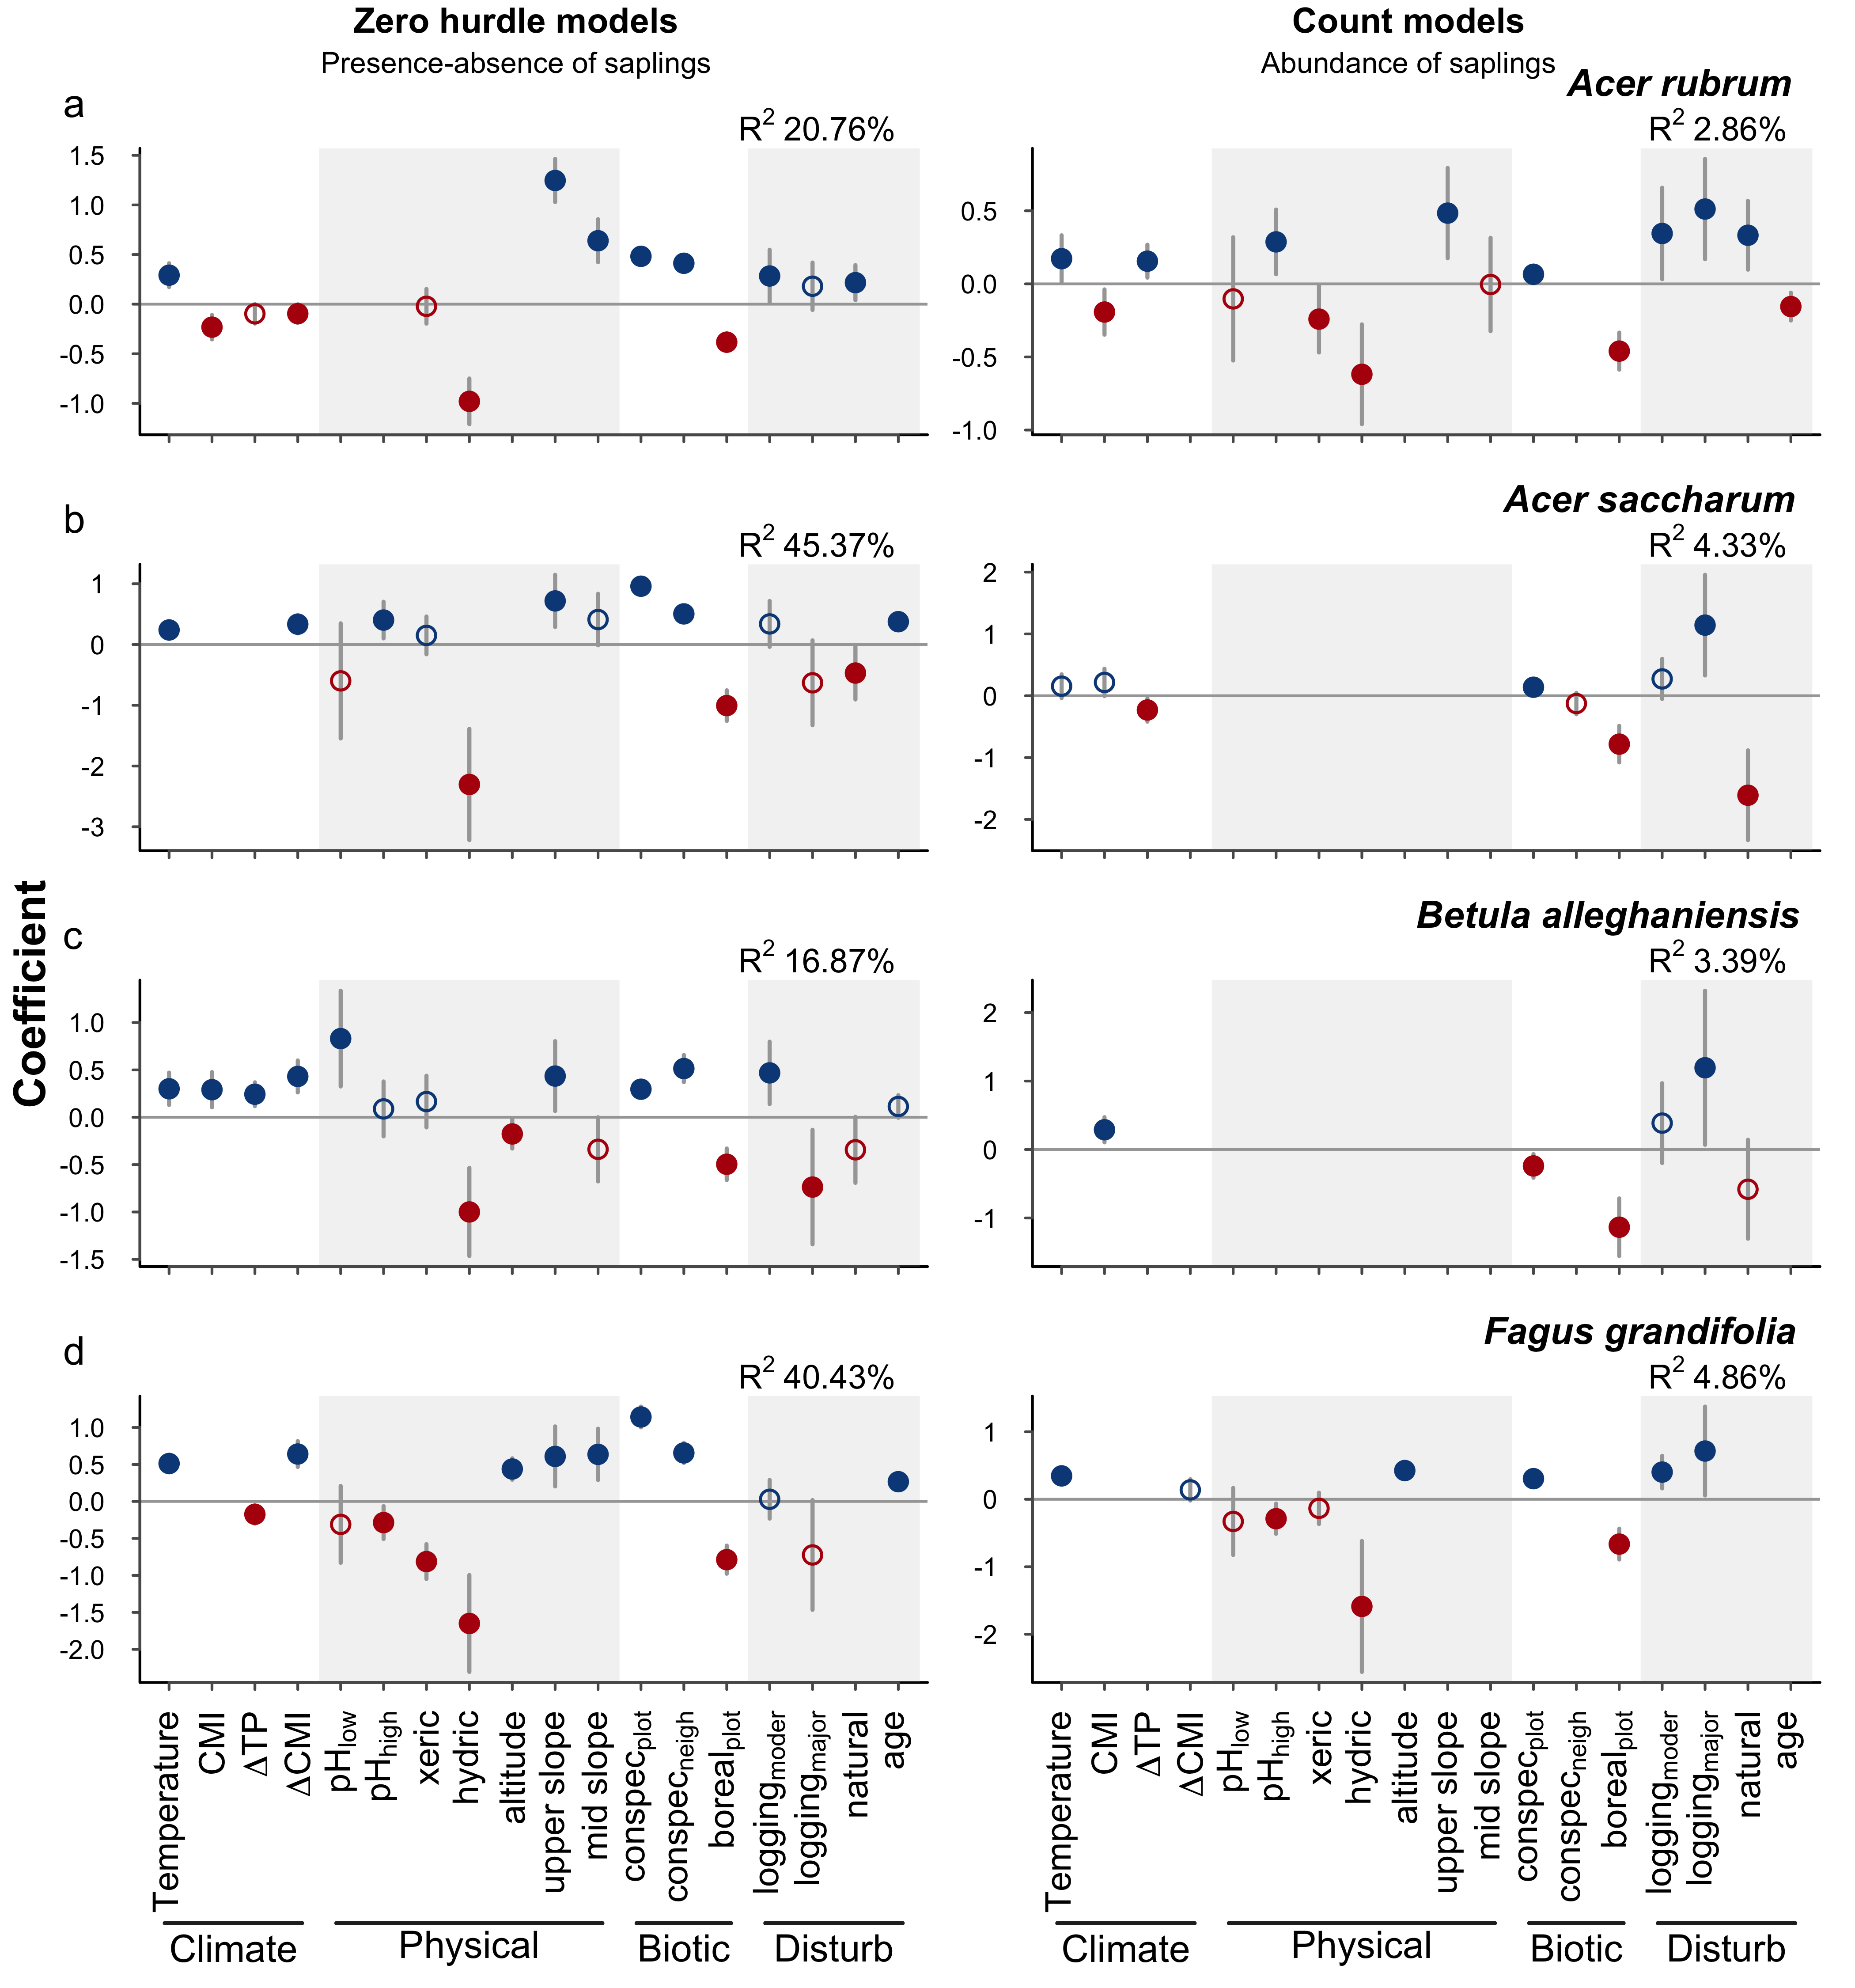 Zero hurdle models
Presence-absence of saplings
Count models
Abundance of saplings
Coefficient
a
Acer rubrum
R² 20.76%
1.5
1.0
0.5
0.0
-0.5
-1.0
R² 2.86%
0.5
0.0
-0.5
-1.0
b
Acer saccharum
R² 45.37%
1
0
-1
-2
-3
R² 4.33%
2
1
0
-1
-2
c
Betula alleghaniensis
R² 16.87%
1.0
0.5
0.0
-0.5
-1.0
-1.5
R² 3.39%
2
1
0
-1
d
Fagus grandifolia
R² 40.43%
1.0
0.5
0.0
-0.5
-1.0
-1.5
-2.0
R² 4.86%
1
0
-1
-2
Temperature
CMI
ΔTP
ΔCMI
pHlow
pHhigh
xeric
hydric
altitude
upper slope
mid slope
conspecplot
conspecneigh
borealplot
loggingmoder
loggingmajor
natural
age
Climate
Physical
Biotic
Disturb
Temperature
CMI
ΔTP
ΔCMI
pHlow
pHhigh
xeric
hydric
altitude
upper slope
mid slope
conspecplot
conspecneigh
borealplot
loggingmoder
loggingmajor
natural
age
Climate
Physical
Biotic
Disturb